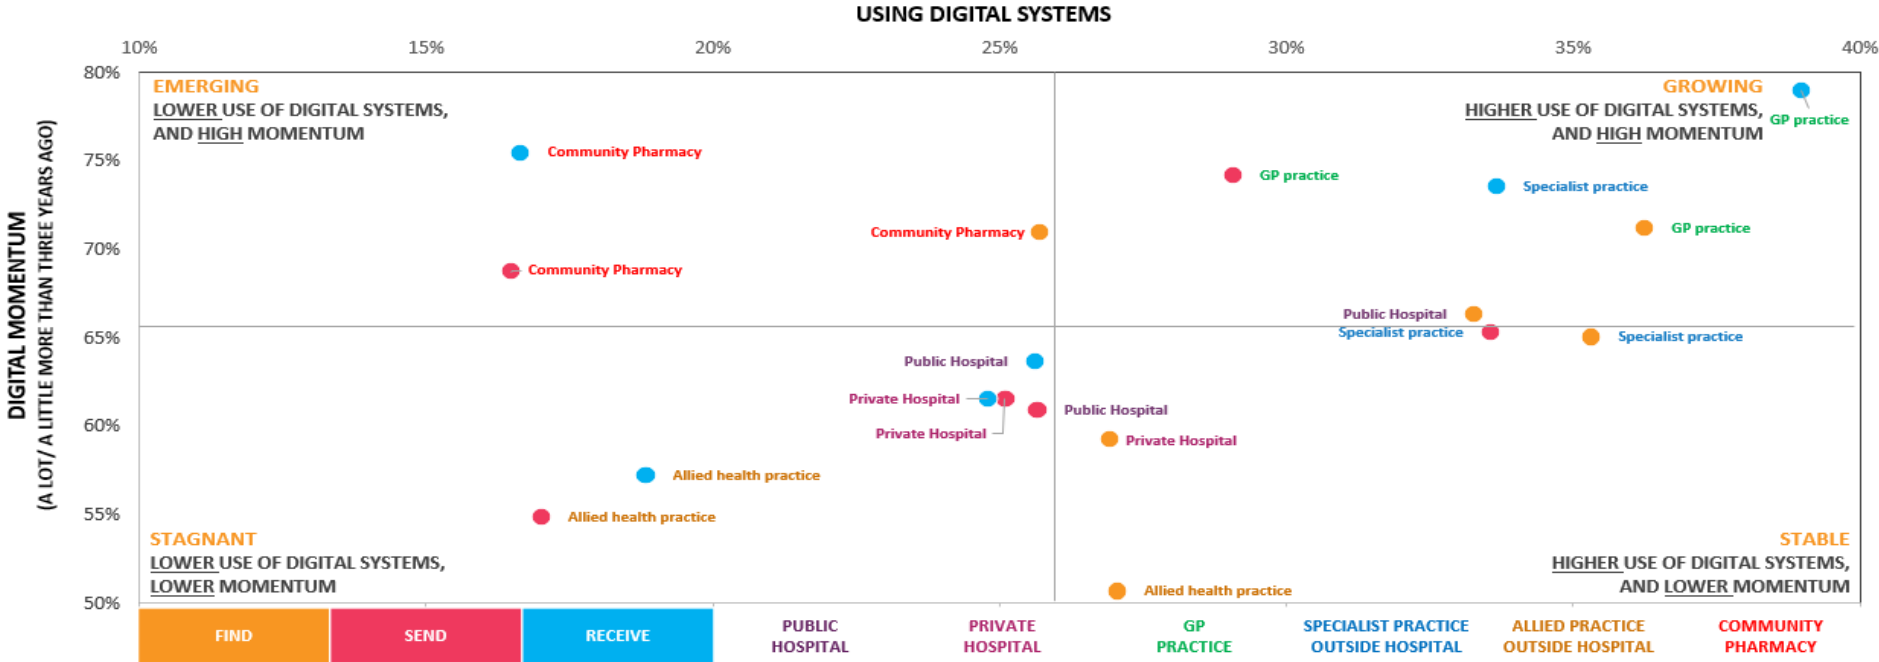 USING DIGITAL SYSTEMS
10% 15% 20% 25% 30% 35% 40%
DIGITAL MOMENTUM
(A LOT/ A LITTLE MORE THAN THREE YEARS AGO)
80%
75%
70%
65%
60%
55%
50%
EMERGING
LOWER USE OF DIGITAL SYSTEMS,
AND HIGH MOMENTUM
GROWING
HIGHER USE OF DIGITAL SYSTEMS,
AND HIGH MOMENTUM
GP practice
Community Pharmacy
GP practice
Specialist practice
Community Pharmacy
GP practice
Community Pharmacy
Public Hospital
Specialist practice
Specialist practice
Public Hospital
Private Hospital
Public Hospital
Private Hospital
Private Hospital
Allied health practice
Allied health practice
Allied health practice
STAGNANT
LOWER USE OF DIGITAL SYSTEMS,
LOWER MOMENTUM
STABLE
HIGHER USE OF DIGITAL SYSTEMS,
AND LOWER MOMENTUM
FIND
SEND
RECEIVE
PUBLIC
HOSPITAL
PRIVATE
HOSPITAL
GP
PRACTICE
SPECIALIST PRACTICE
OUTSIDE HOSPITAL
ALLIED PRACTICE
OUTSIDE HOSPITAL
COMMUNITY
PHARMACY